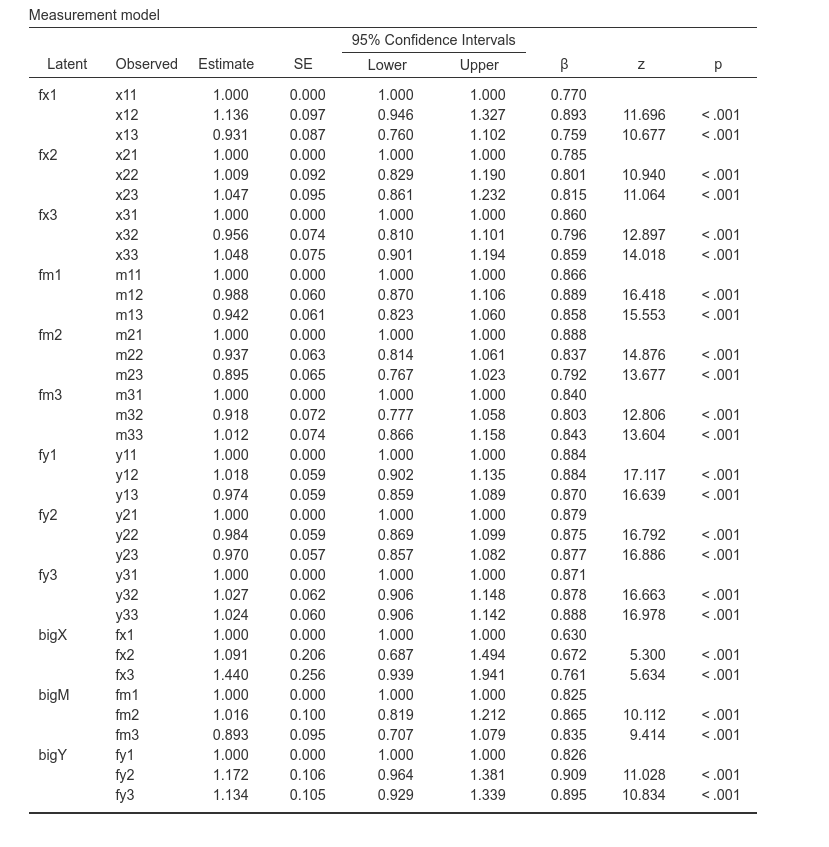 Measurement model
95% Confidence Intervals
Latent Observed Estimate SE Lower Upper β z p
fx1 x11 1.000 0.000 1.000 1.000 0.770
x12 1.136 0.097 0.946 1.327 0.893 11.696 < .001
x13 0.931 0.087 0.760 1.102 0.759 10.677 < .001
fx2 x21 1.000 0.000 1.000 1.000 0.785
x22 1.009 0.092 0.829 1.190 0.801 10.940 < .001
x23 1.047 0.095 0.861 1.232 0.815 11.064 < .001
fx3 x31 1.000 0.000 1.000 1.000 0.860
x32 0.956 0.074 0.810 1.101 0.796 12.897 < .001
x33 1.048 0.075 0.901 1.194 0.859 14.018 < .001
fm1 m11 1.000 0.000 1.000 1.000 0.866
m12 0.988 0.060 0.870 1.106 0.889 16.418 < .001
m13 0.942 0.061 0.823 1.060 0.858 15.553 < .001
fm2 m21 1.000 0.000 1.000 1.000 0.888
m22 0.937 0.063 0.814 1.061 0.837 14.876 < .001
m23 0.895 0.065 0.767 1.023 0.792 13.677 < .001
fm3 m31 1.000 0.000 1.000 1.000 0.840
m32 0.918 0.072 0.777 1.058 0.803 12.806 < .001
m33 1.012 0.074 0.866 1.158 0.843 13.604 < .001
fy1 y11 1.000 0.000 1.000 1.000 0.884
y12 1.018 0.059 0.902 1.135 0.884 17.117 < .001
y13 0.974 0.059 0.859 1.089 0.870 16.639 < .001
fy2 y21 1.000 0.000 1.000 1.000 0.879
y22 0.984 0.059 0.869 1.099 0.875 16.792 < .001
y23 0.970 0.057 0.857 1.082 0.877 16.886 < .001
fy3 y31 1.000 0.000 1.000 1.000 0.871
y32 1.027 0.062 0.906 1.148 0.878 16.663 < .001
y33 1.024 0.060 0.906 1.142 0.888 16.978 < .001
bigX fx1 1.000 0.000 1.000 1.000 0.630
fx2 1.091 0.206 0.687 1.494 0.672 5.300 < .001
fx3 1.440 0.256 0.939 1.941 0.761 5.634 < .001
bigM fm1 1.000 0.000 1.000 1.000 0.825
fm2 1.016 0.100 0.819 1.212 0.865 10.112 < .001
fm3 0.893 0.095 0.707 1.079 0.835 9.414 < .001
bigY fy1 1.000 0.000 1.000 1.000 0.826
fy2 1.172 0.106 0.964 1.381 0.909 11.028 < .001
fy3 1.134 0.105 0.929 1.339 0.895 10.834 < .001